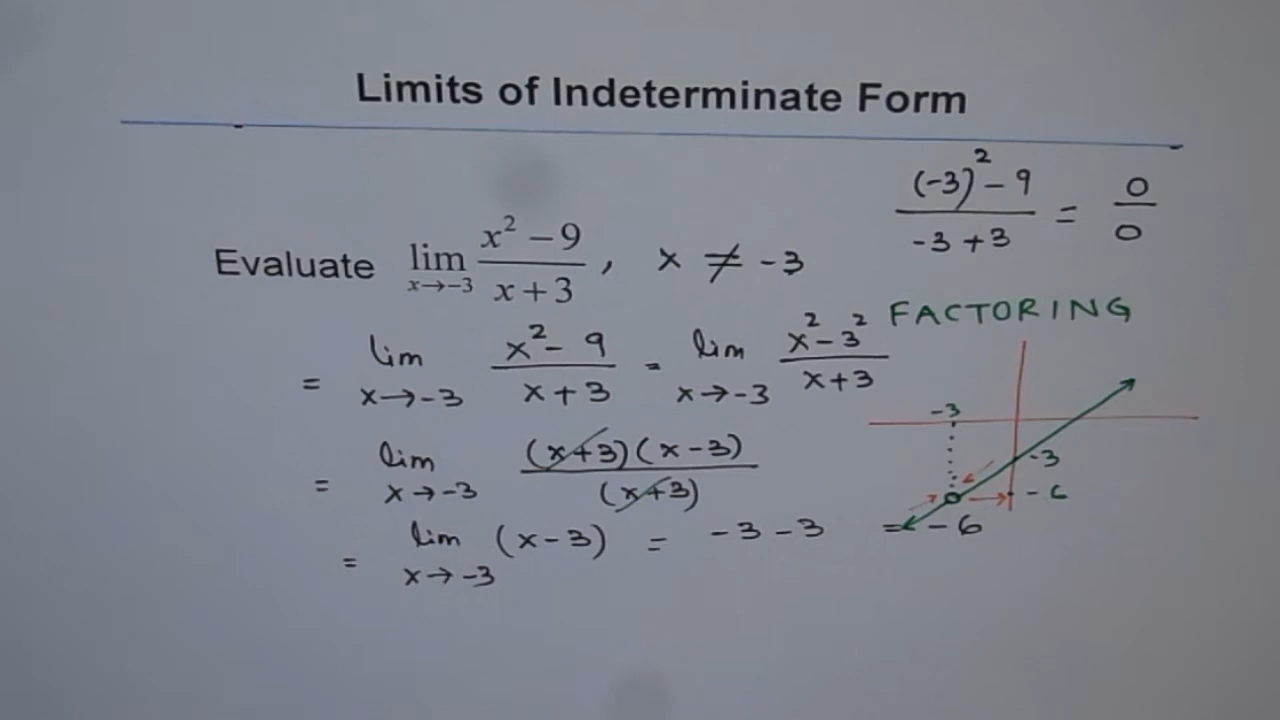 Limits of Indeterminate Form
(-3)² - 9 / -3 + 3 = 0/0
Evaluate lim x→-3 x² - 9 / x + 3 , x ≠ -3
FACTORING
= lim x→-3 x² - 9 / x + 3 = lim x→-3 x² - 3² / x + 3
= lim x→-3 (x+3)(x-3) / (x+3)
= lim x→-3 (x-3) = -3 - 3 = -6
-3
-3
-6